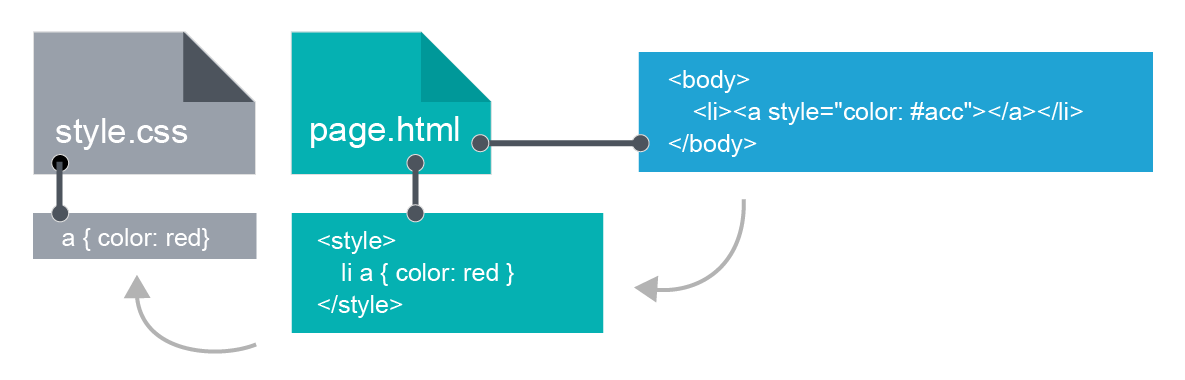 style.css
a { color: red}
page.html
<style>
li a { color: red }
</style>
<body>
<li><a style="color: #acc"></a></li>
</body>